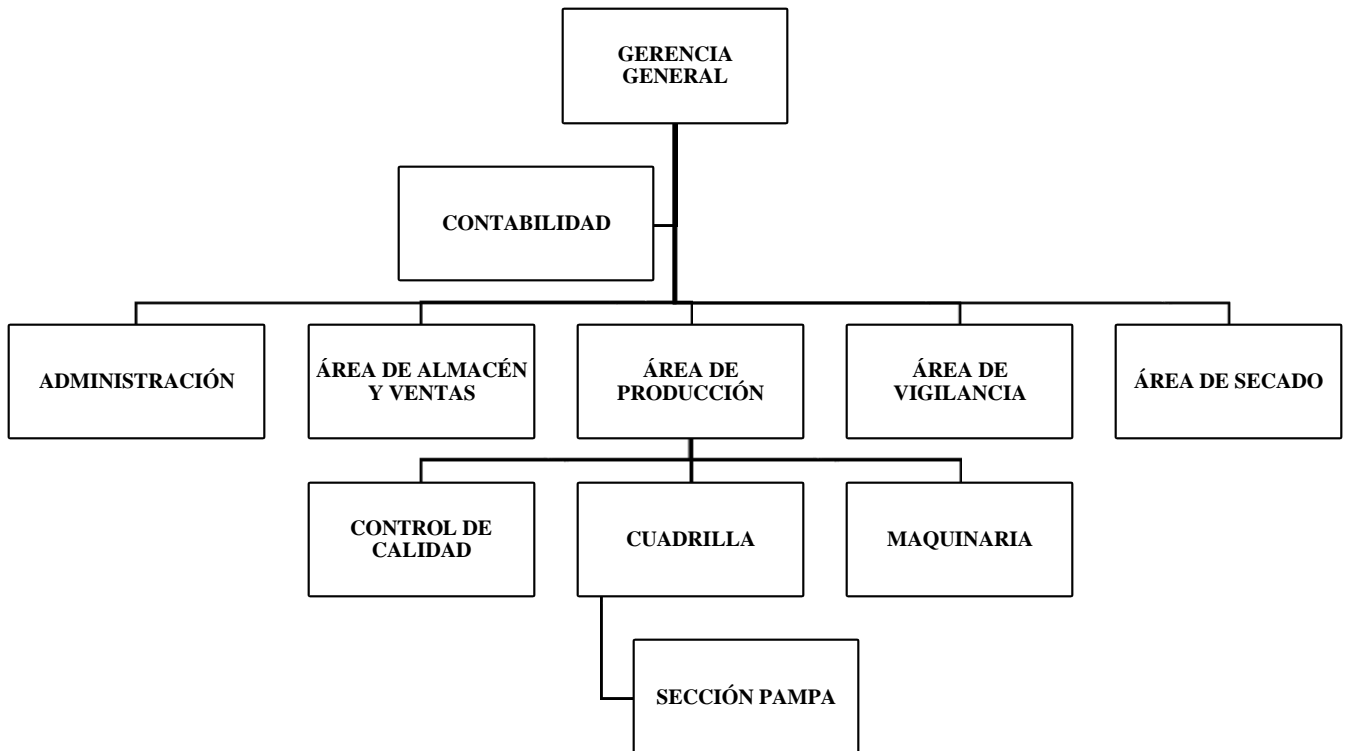 GERENCIA
GENERAL
CONTABILIDAD
ADMINISTRACIÓN
ÁREA DE ALMACÉN
Y VENTAS
ÁREA DE
PRODUCCIÓN
ÁREA DE
VIGILANCIA
ÁREA DE SECADO
CONTROL DE
CALIDAD
CUADRILLA
MAQUINARIA
SECCIÓN PAMPA